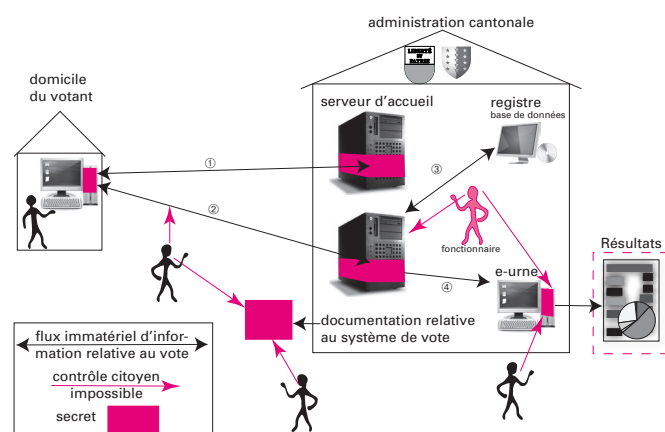 administration cantonale
LIBERTÉ
ET
PATRIE
domicile
du votant
serveur d'accueil
registre
base de données
①
②
③
fonctionnaire
④
e-urne
Résultats
documentation relative
au système de vote
flux immatériel d'infor-
mation relative au vote
contrôle citoyen
impossible
secret